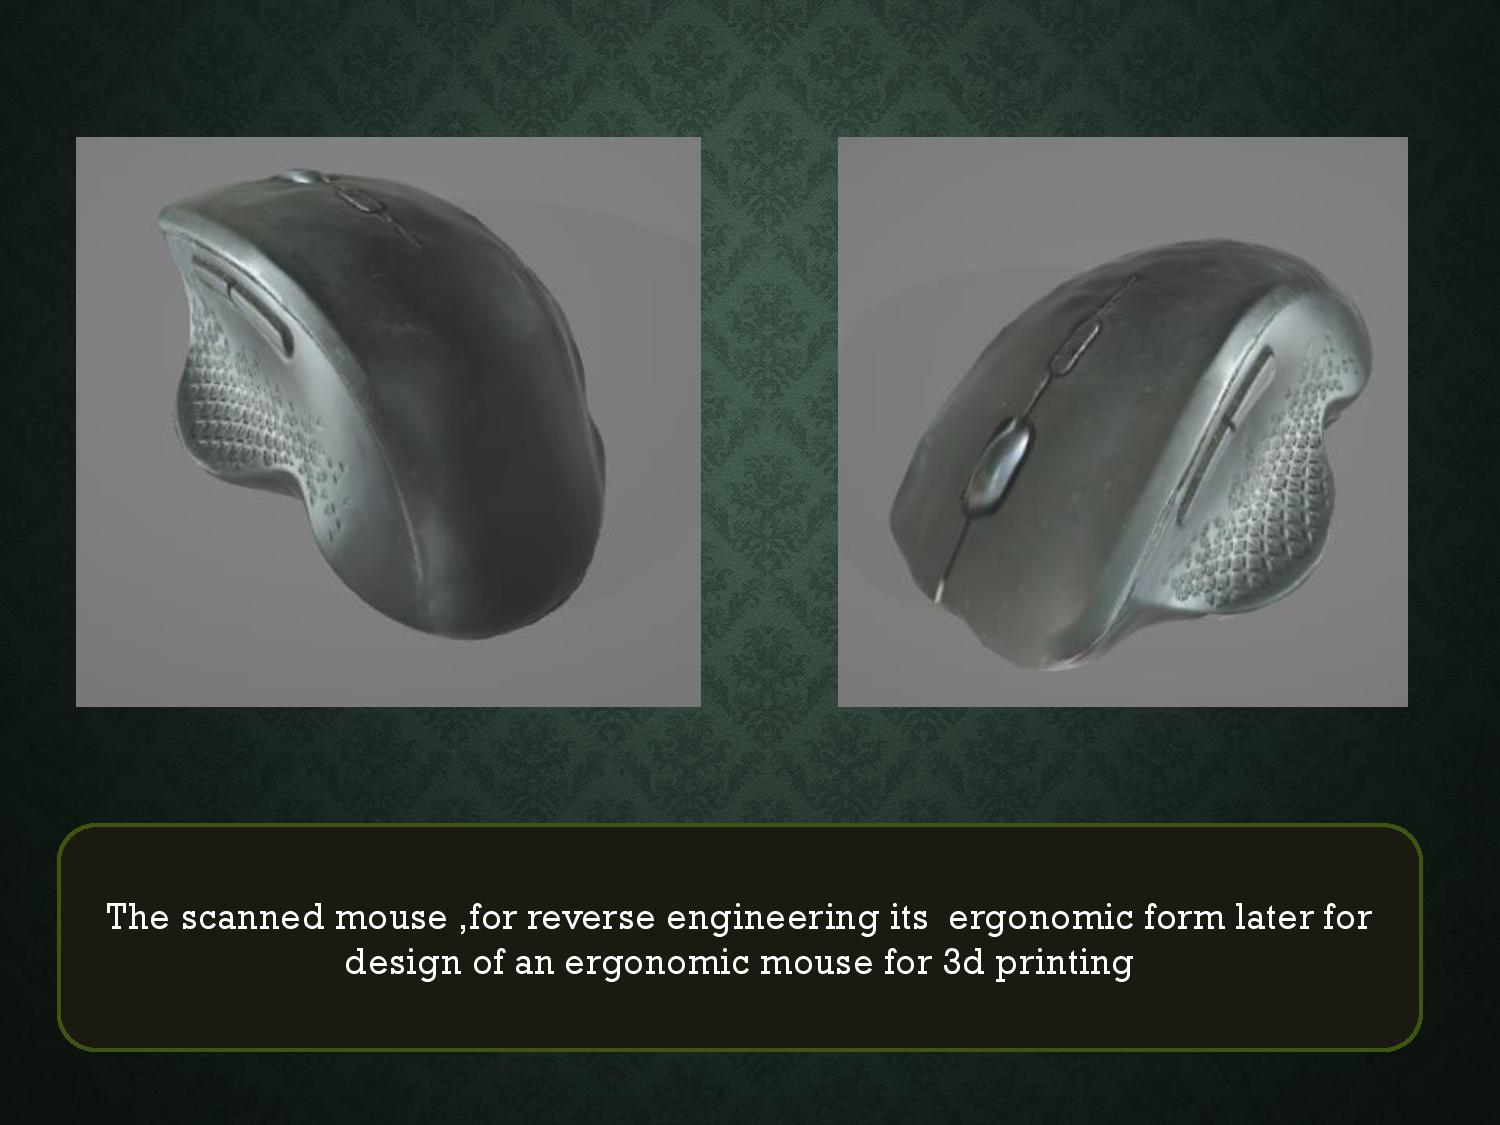 The scanned mouse ,for reverse engineering its  ergonomic form later for
design of an ergonomic mouse for 3d printing